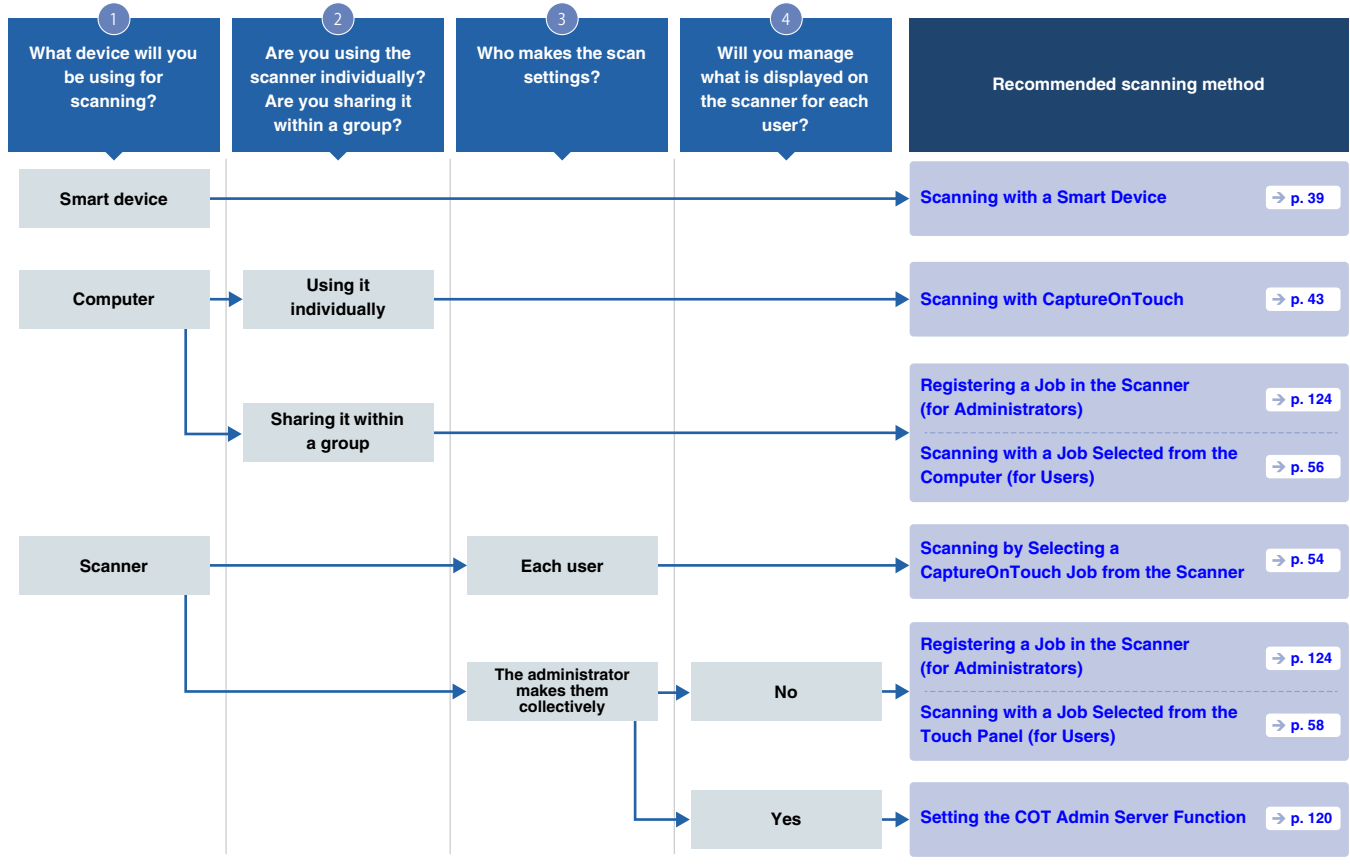 1
What device will you
be using for
scanning?
2
Are you using the
scanner individually?
Are you sharing it
within a group?
3
Who makes the scan
settings?
4
Will you manage
what is displayed on
the scanner for each
user?
Recommended scanning method
Smart device
Scanning with a Smart Device
→ p. 39
Computer
Using it
individually
Scanning with CaptureOnTouch
→ p. 43
Sharing it within
a group
Registering a Job in the Scanner
(for Administrators)
→ p. 124
Scanning with a Job Selected from the
Computer (for Users)
→ p. 56
Scanner
Each user
Scanning by Selecting a
CaptureOnTouch Job from the Scanner
→ p. 54
The administrator
makes them
collectively
No
Registering a Job in the Scanner
(for Administrators)
→ p. 124
Scanning with a Job Selected from the
Touch Panel (for Users)
→ p. 58
Yes
Setting the COT Admin Server Function
→ p. 120